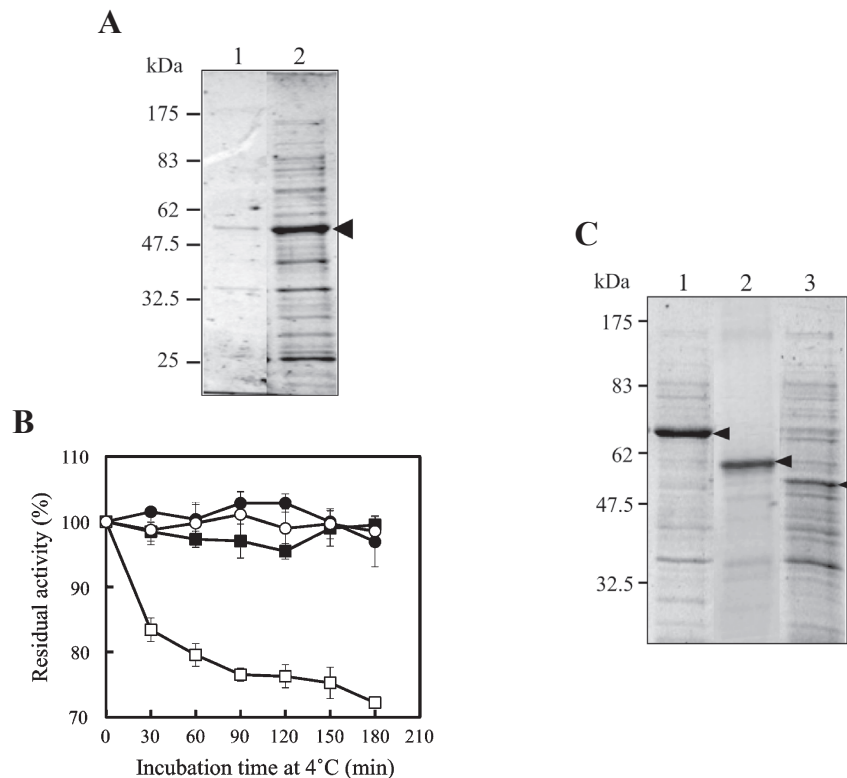 A
1 2
kDa
175
83
62
47.5
32.5
25
B
110
100
90
80
70
Residual activity (%)
0 30 60 90 120 150 180 210
Incubation time at 4˚C (min)
C
1 2 3
kDa
175
83
62
47.5
32.5